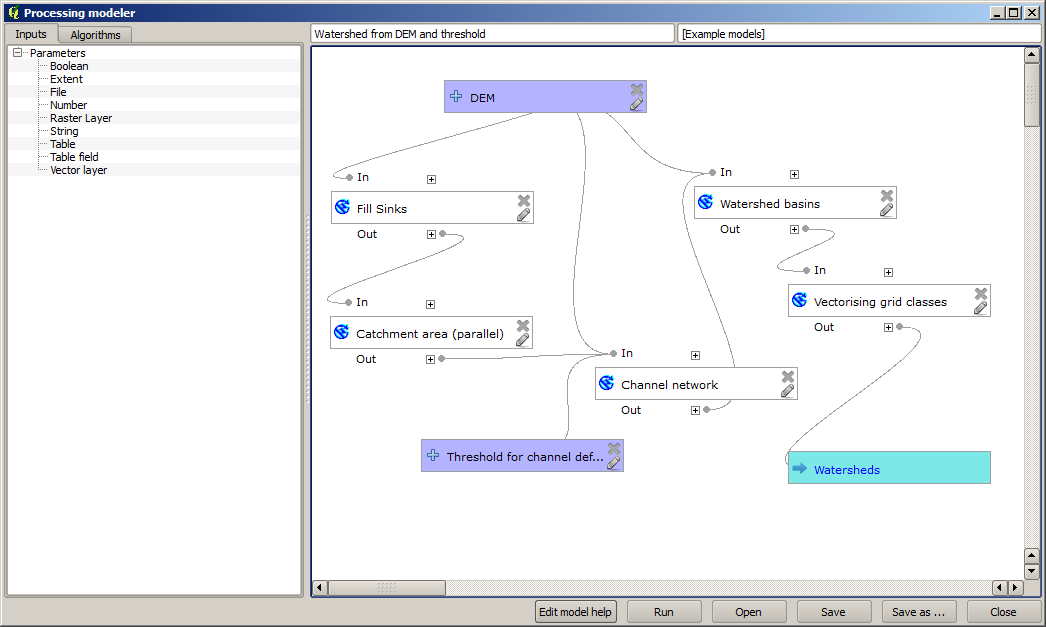 Processing modeler
Inputs
Algorithms
Watershed from DEM and threshold
[Example models]
Parameters
Boolean
Extent
File
Number
Raster Layer
String
Table
Table field
Vector layer
DEM
In
Fill Sinks
Out
In
Catchment area (parallel)
Out
In
Channel network
Out
Threshold for channel def...
In
Watershed basins
Out
In
Vectorising grid classes
Out
Watersheds
Edit model help
Run
Open
Save
Save as ...
Close